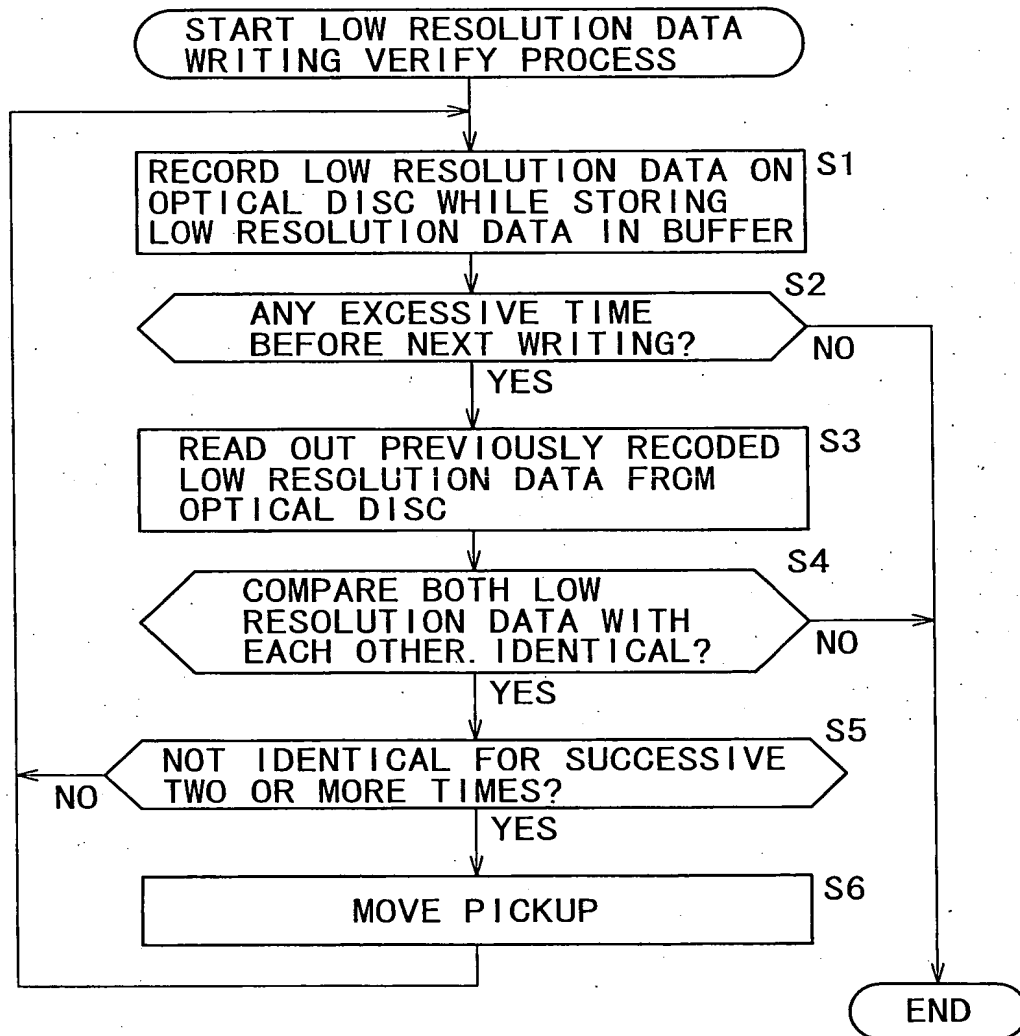 START LOW RESOLUTION DATA
WRITING VERIFY PROCESS
RECORD LOW RESOLUTION DATA ON
OPTICAL DISC WHILE STORING
LOW RESOLUTION DATA IN BUFFER
S1
ANY EXCESSIVE TIME
BEFORE NEXT WRITING?
S2
NO
YES
READ OUT PREVIOUSLY RECODED
LOW RESOLUTION DATA FROM
OPTICAL DISC
S3
COMPARE BOTH LOW
RESOLUTION DATA WITH
EACH OTHER. IDENTICAL?
S4
NO
YES
NOT IDENTICAL FOR SUCCESSIVE
TWO OR MORE TIMES?
S5
NO
YES
MOVE PICKUP
S6
END